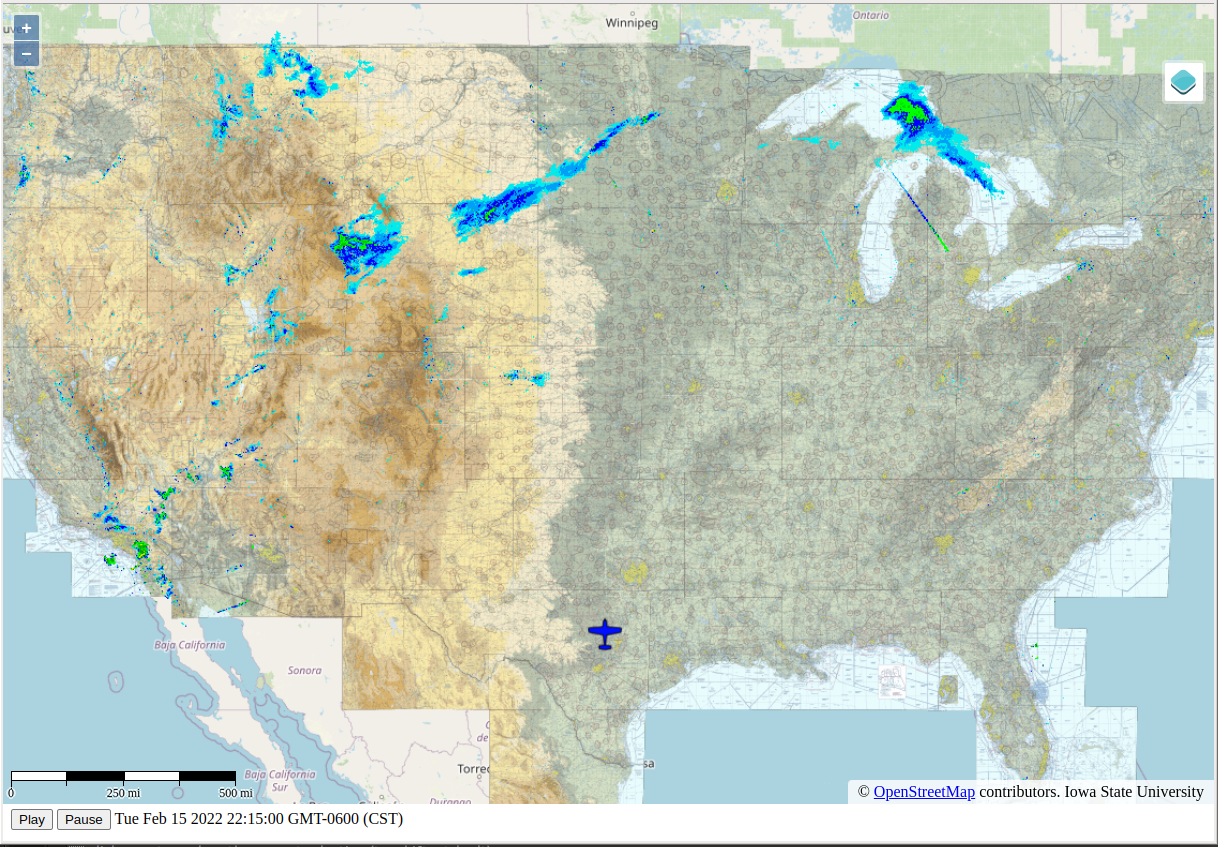 Winnipeg
Ontario
+
−
Baja California
Sonora
Torreó
Baja California
Sur
Durango
0
250 mi
500 mi
© OpenStreetMap contributors. Iowa State University
Play
Pause
Tue Feb 15 2022 22:15:00 GMT-0600 (CST)